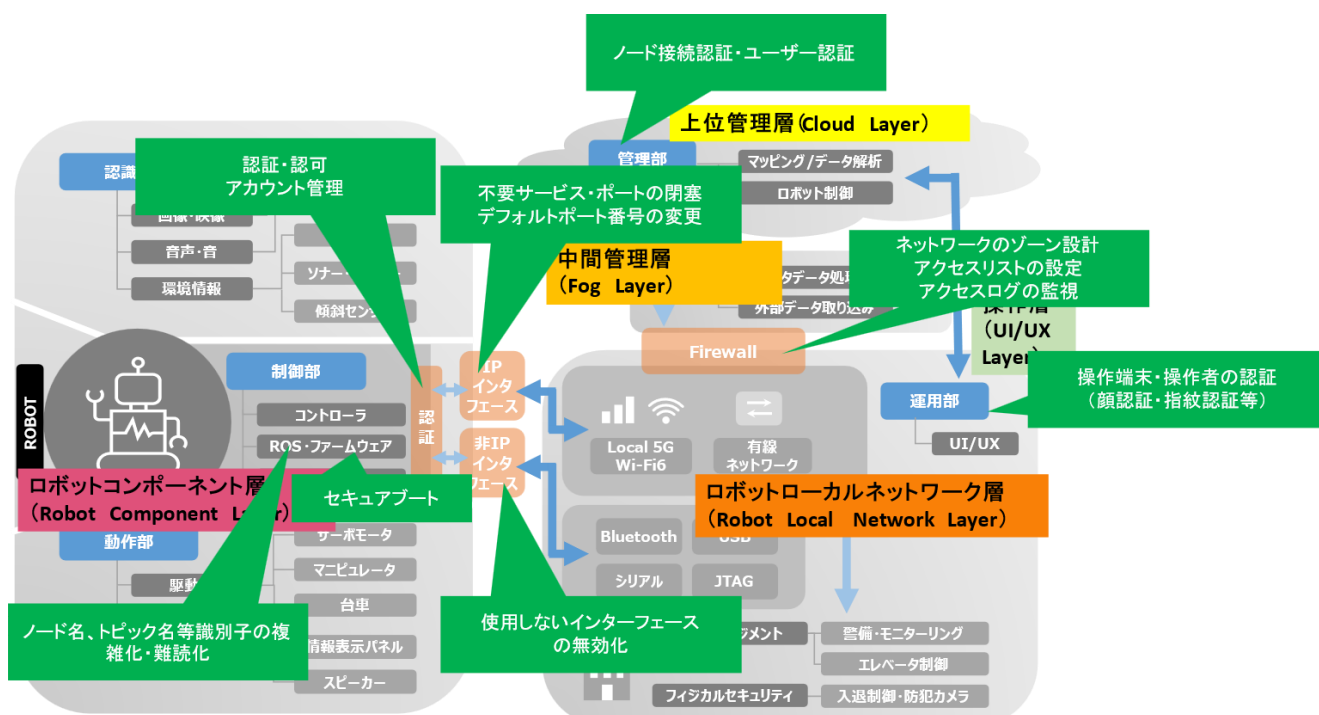 ノード接続認証・ユーザー認証
上位管理層(Cloud Layer)
管理部
マッピング/データ解析
ロボット制御
認証・認可
アカウント管理
不要サービス・ポートの閉塞
デフォルトポート番号の変更
認識
画像・映像
音声・音
環境情報
ソナー
傾斜センサ
中間管理層
(Fog Layer)
タデータ処理
外部データ取り込み
ネットワークのゾーン設計
アクセスリストの設定
アクセスログの監視
操作層
(UI/UX
Layer)
Firewall
ROBOT
制御部
コントローラ
ROS・ファームウェア
認証
IP
インタ
フェース
非IP
インタ
フェース
Local 5G
Wi-Fi6
有線
ネットワーク
運用部
UI/UX
操作端末・操作者の認証
(顔認証・指紋認証等)
ロボットコンポーネント層
(Robot Component Layer)
セキュアブート
ロボットローカルネットワーク層
(Robot Local Network Layer)
動作部
駆動
サーボモータ
マニピュレータ
台車
情報表示パネル
スピーカー
Bluetooth
USB
シリアル
JTAG
ノード名、トピック名等識別子の複
雑化・難読化
使用しないインターフェース
の無効化
ジメント
警備・モニターリング
エレベータ制御
フィジカルセキュリティ
入退制御・防犯カメラ